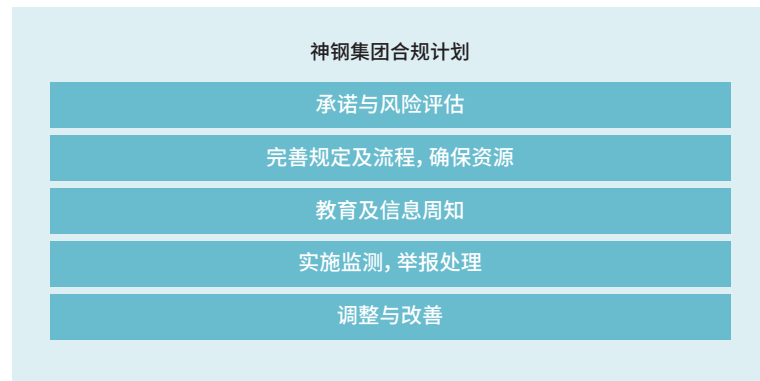 神钢集团合规计划
承诺与风险评估
完善规定及流程，确保资源
教育及信息周知
实施监测，举报处理
调整与改善